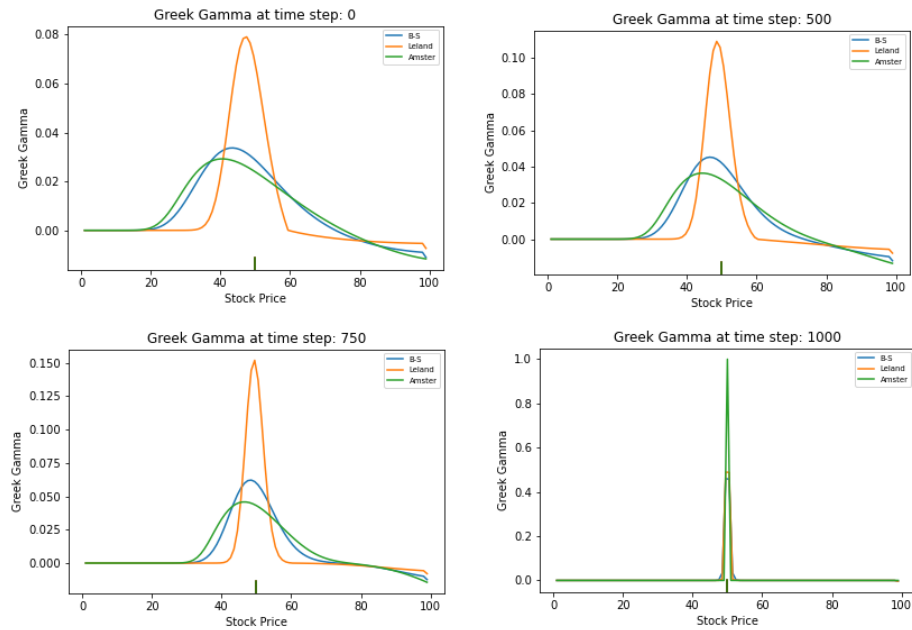 Greek Gamma at time step: 0
B-S
Leland
Amster
0.08
0.06
0.04
0.02
0.00
Greek Gamma
0 20 40 60 80 100
Stock Price
Greek Gamma at time step: 500
B-S
Leland
Amster
0.10
0.08
0.06
0.04
0.02
0.00
Greek Gamma
0 20 40 60 80 100
Stock Price
Greek Gamma at time step: 750
B-S
Leland
Amster
0.150
0.125
0.100
0.075
0.050
0.025
0.000
Greek Gamma
0 20 40 60 80 100
Stock Price
Greek Gamma at time step: 1000
B-S
Leland
Amster
1.0
0.8
0.6
0.4
0.2
0.0
Greek Gamma
0 20 40 60 80 100
Stock Price